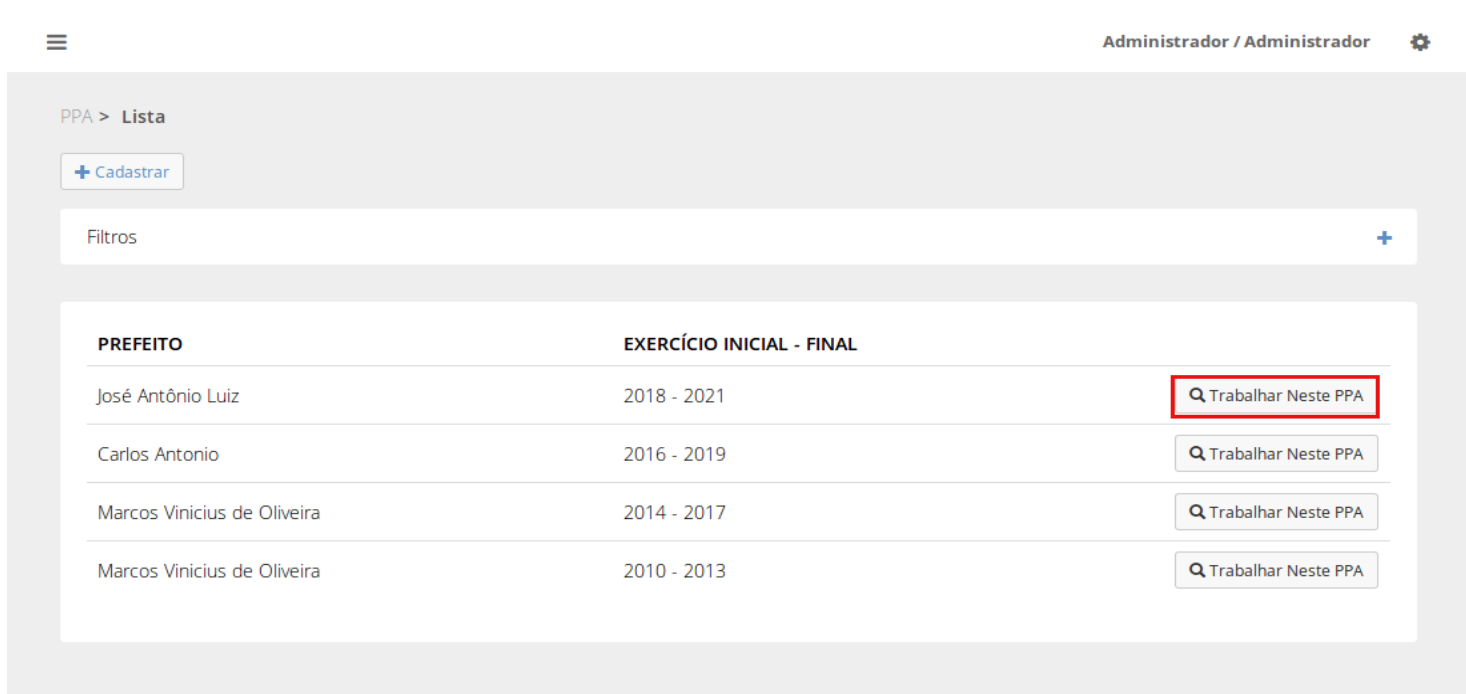 Administrador / Administrador
PPA > Lista
Cadastrar
Filtros
PREFEITO EXERCÍCIO INICIAL - FINAL
José Antônio Luiz 2018 - 2021 Trabalhar Neste PPA
Carlos Antonio 2016 - 2019 Trabalhar Neste PPA
Marcos Vinicius de Oliveira 2014 - 2017 Trabalhar Neste PPA
Marcos Vinicius de Oliveira 2010 - 2013 Trabalhar Neste PPA